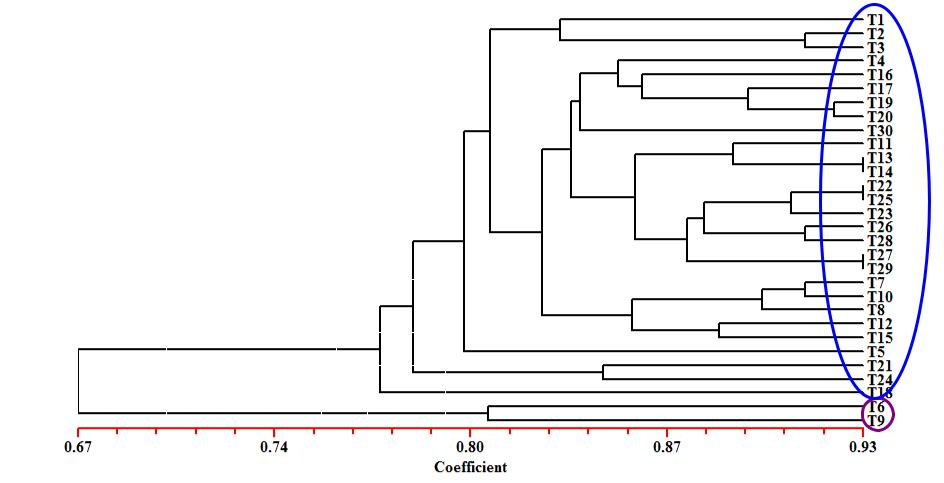 T1
T2
T3
T4
T16
T17
T19
T20
T30
T11
T13
T14
T22
T25
T23
T26
T28
T27
T29
T7
T10
T8
T12
T15
T5
T21
T24
T18
T6
T9
0.67 0.74 0.80 0.87 0.93
Coefficient